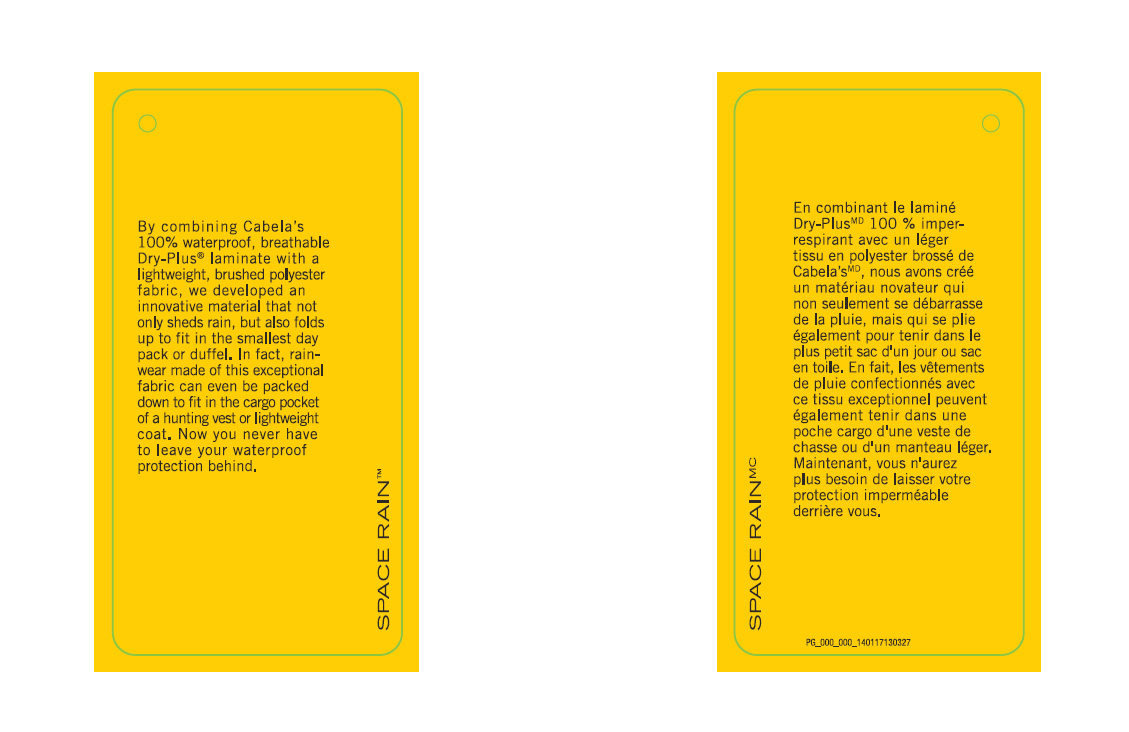 By combining Cabela's
100% waterproof, breathable
Dry-Plus® laminate with a
lightweight, brushed polyester
fabric, we developed an
innovative material that not
only sheds rain, but also folds
up to fit in the smallest day
pack or duffel. In fact, rain-
wear made of this exceptional
fabric can even be packed
down to fit in the cargo pocket
of a hunting vest or lightweight
coat. Now you never have
to leave your waterproof
protection behind.
SPACE RAIN™
En combinant le laminé
Dry-Plusᴹᴰ 100 % imper-
respirant avec un léger
tissu en polyester brossé de
Cabela'sᴹᴰ, nous avons créé
un matériau novateur qui
non seulement se débarrasse
de la pluie, mais qui se plie
également pour tenir dans le
plus petit sac d'un jour ou sac
en toile. En fait, les vêtements
de pluie confectionnés avec
ce tissu exceptionnel peuvent
également tenir dans une
poche cargo d'une veste de
chasse ou d'un manteau léger.
Maintenant, vous n'aurez
plus besoin de laisser votre
protection imperméable
derrière vous.
SPACE RAINᴹᶜ
PG_000_000_140117130327